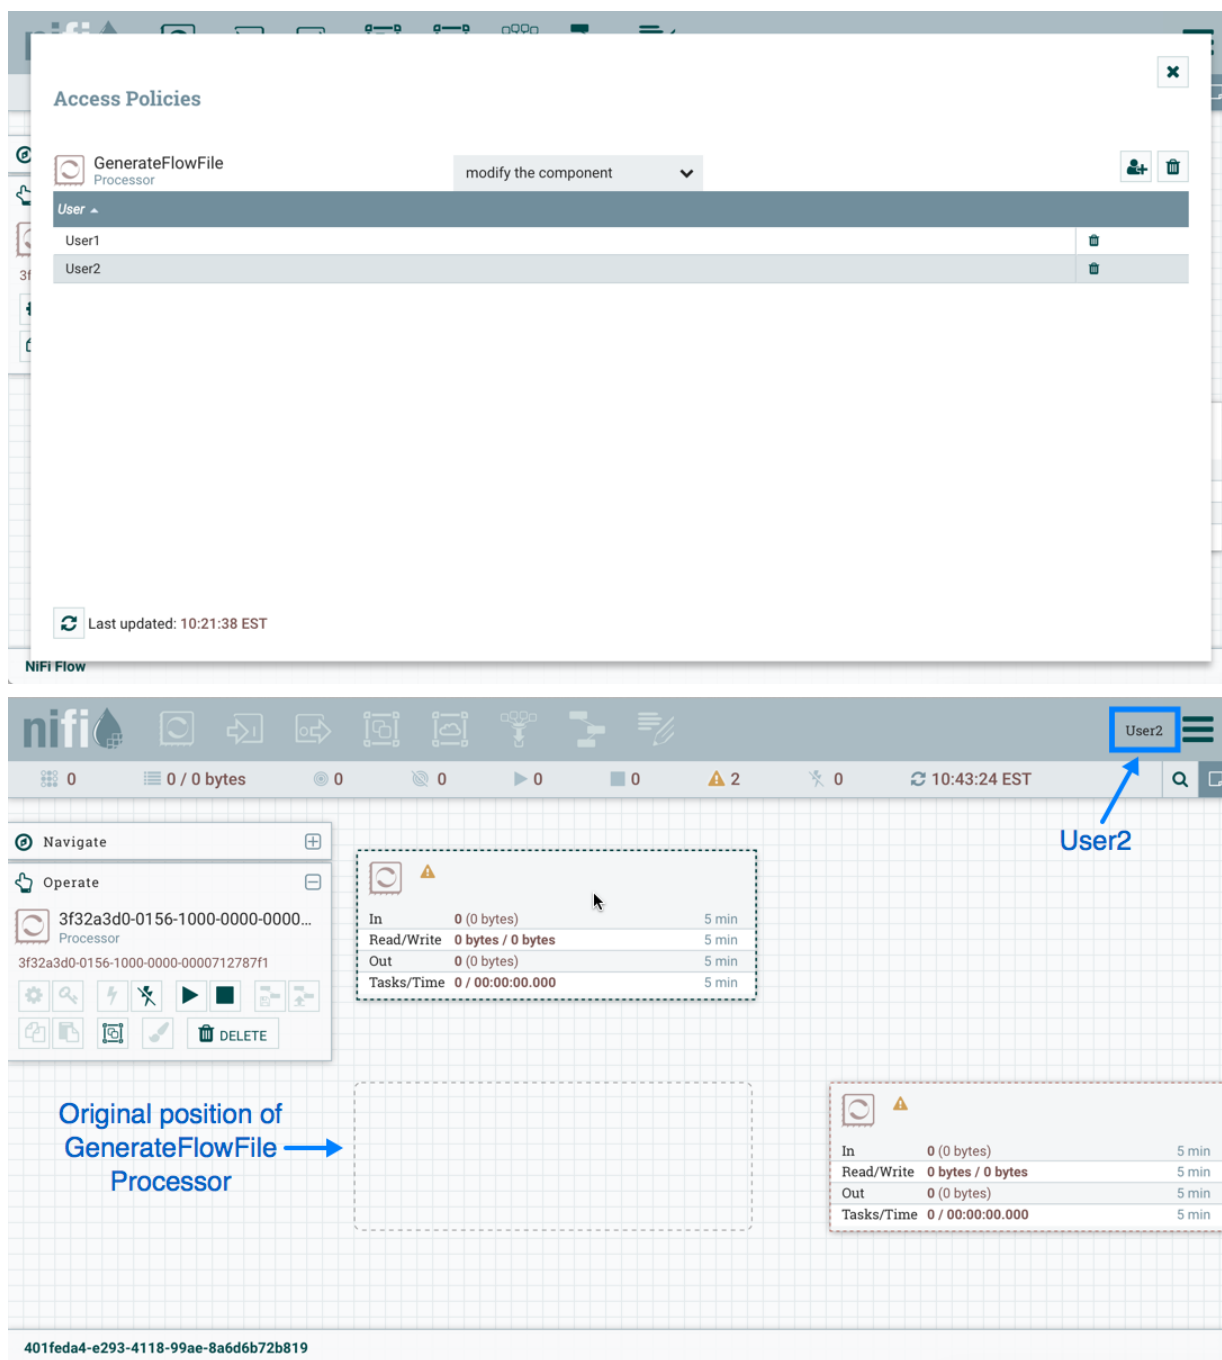 Access Policies
GenerateFlowFile
Processor
modify the component
User
User1
User2
3f
Last updated: 10:21:38 EST
NiFi Flow
nifi
User2
0
0 / 0 bytes
0
0
0
0
2
0
10:43:24 EST
User2
Navigate
Operate
3f32a3d0-0156-1000-0000-0000...
Processor
3f32a3d0-0156-1000-0000-0000712787f1
DELETE
In 0 (0 bytes) 5 min
Read/Write 0 bytes / 0 bytes 5 min
Out 0 (0 bytes) 5 min
Tasks/Time 0 / 00:00:00.000 5 min
Original position of
GenerateFlowFile
Processor
In 0 (0 bytes) 5 min
Read/Write 0 bytes / 0 bytes 5 min
Out 0 (0 bytes) 5 min
Tasks/Time 0 / 00:00:00.000 5 min
401feda4-e293-4118-99ae-8a6d6b72b819